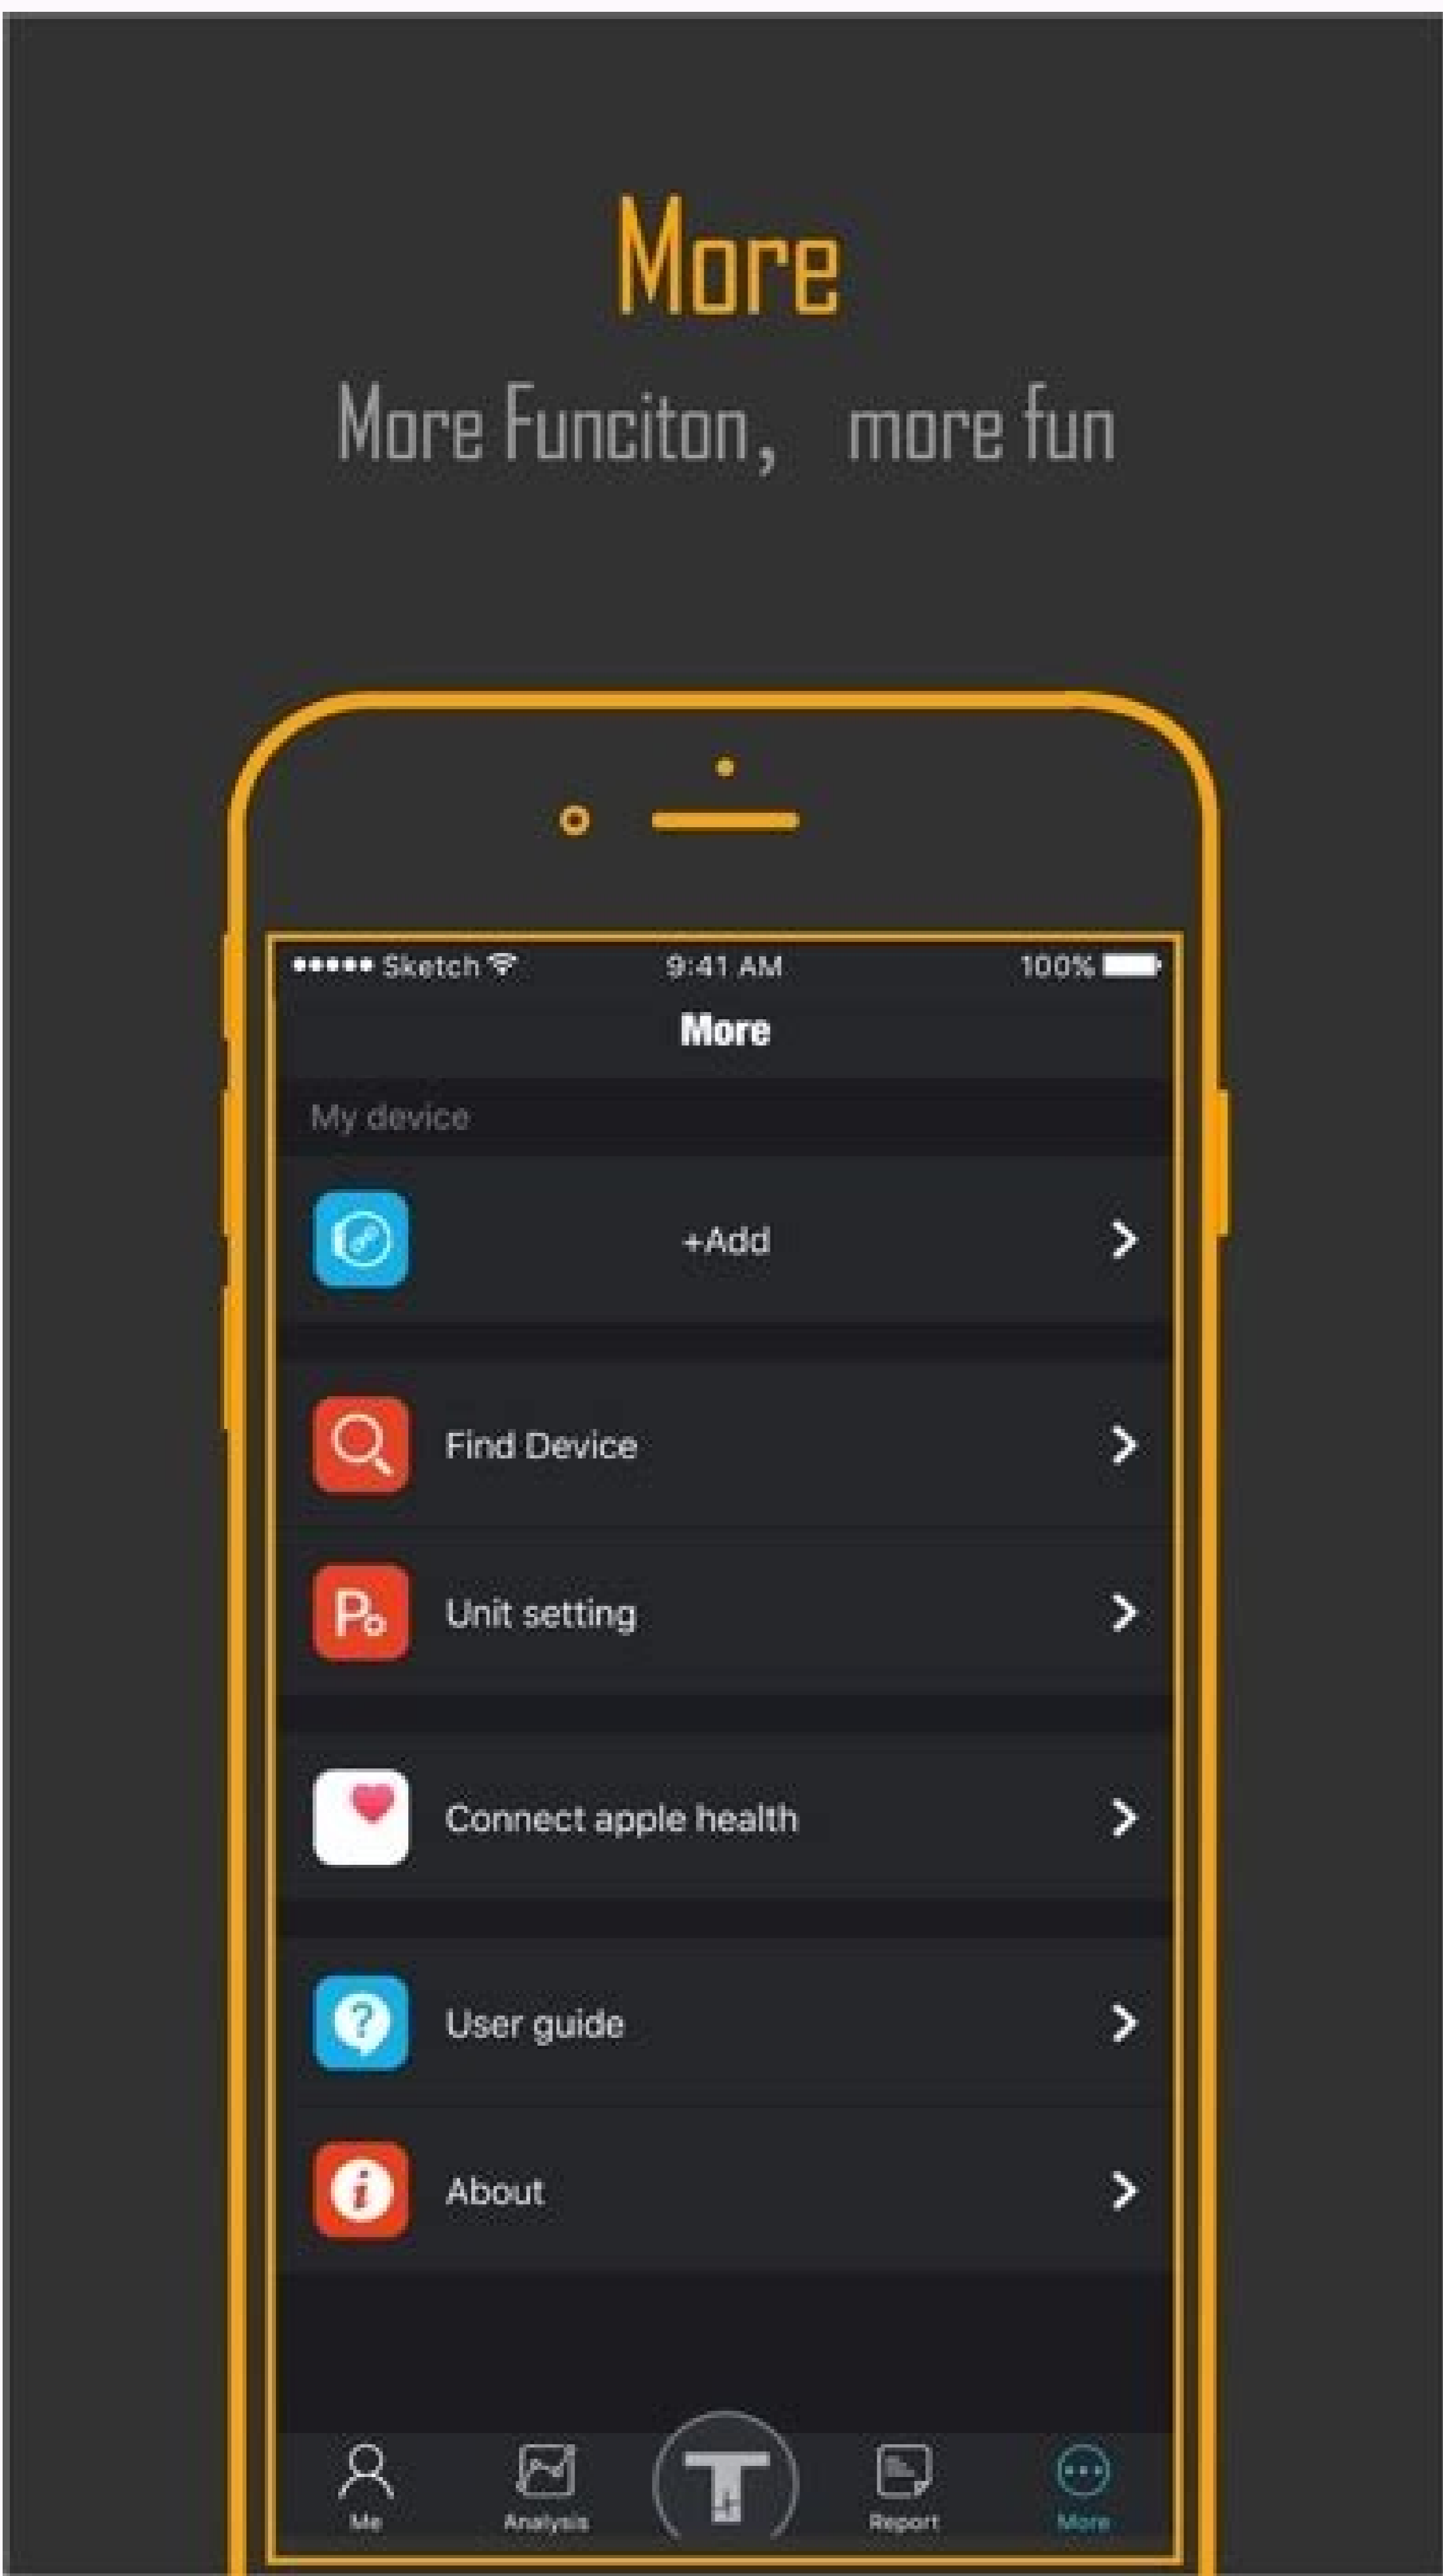 More
More Funciton， more fun
●●●●● Sketch 9:41 AM 100%
More
My device
+Add
Find Device
Unit setting
Connect apple health
User guide
About
Me Analysis T Report More